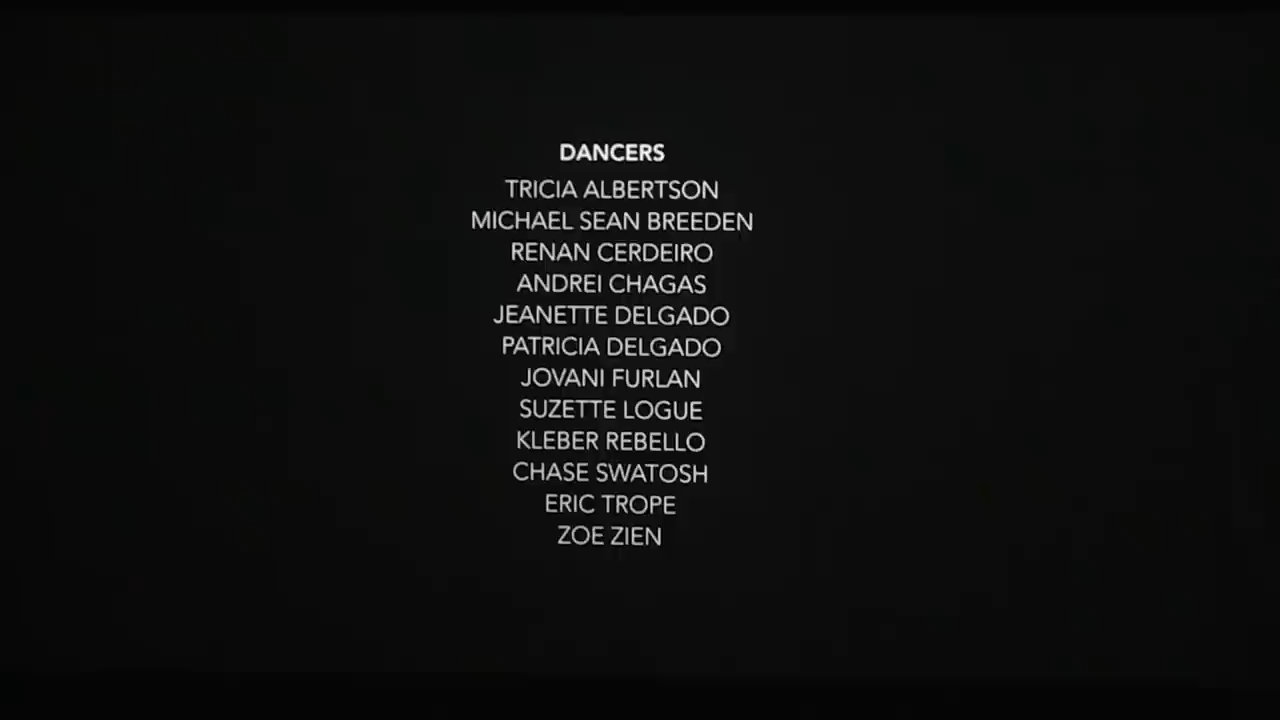 DANCERS
TRICIA ALBERTSON
MICHAEL SEAN BREEDEN
RENAN CERDEIRO
ANDREI CHAGAS
JEANETTE DELGADO
PATRICIA DELGADO
JOVANI FURLAN
SUZETTE LOGUE
KLEBER REBELLO
CHASE SWATOSH
ERIC TROPE
ZOE ZIEN